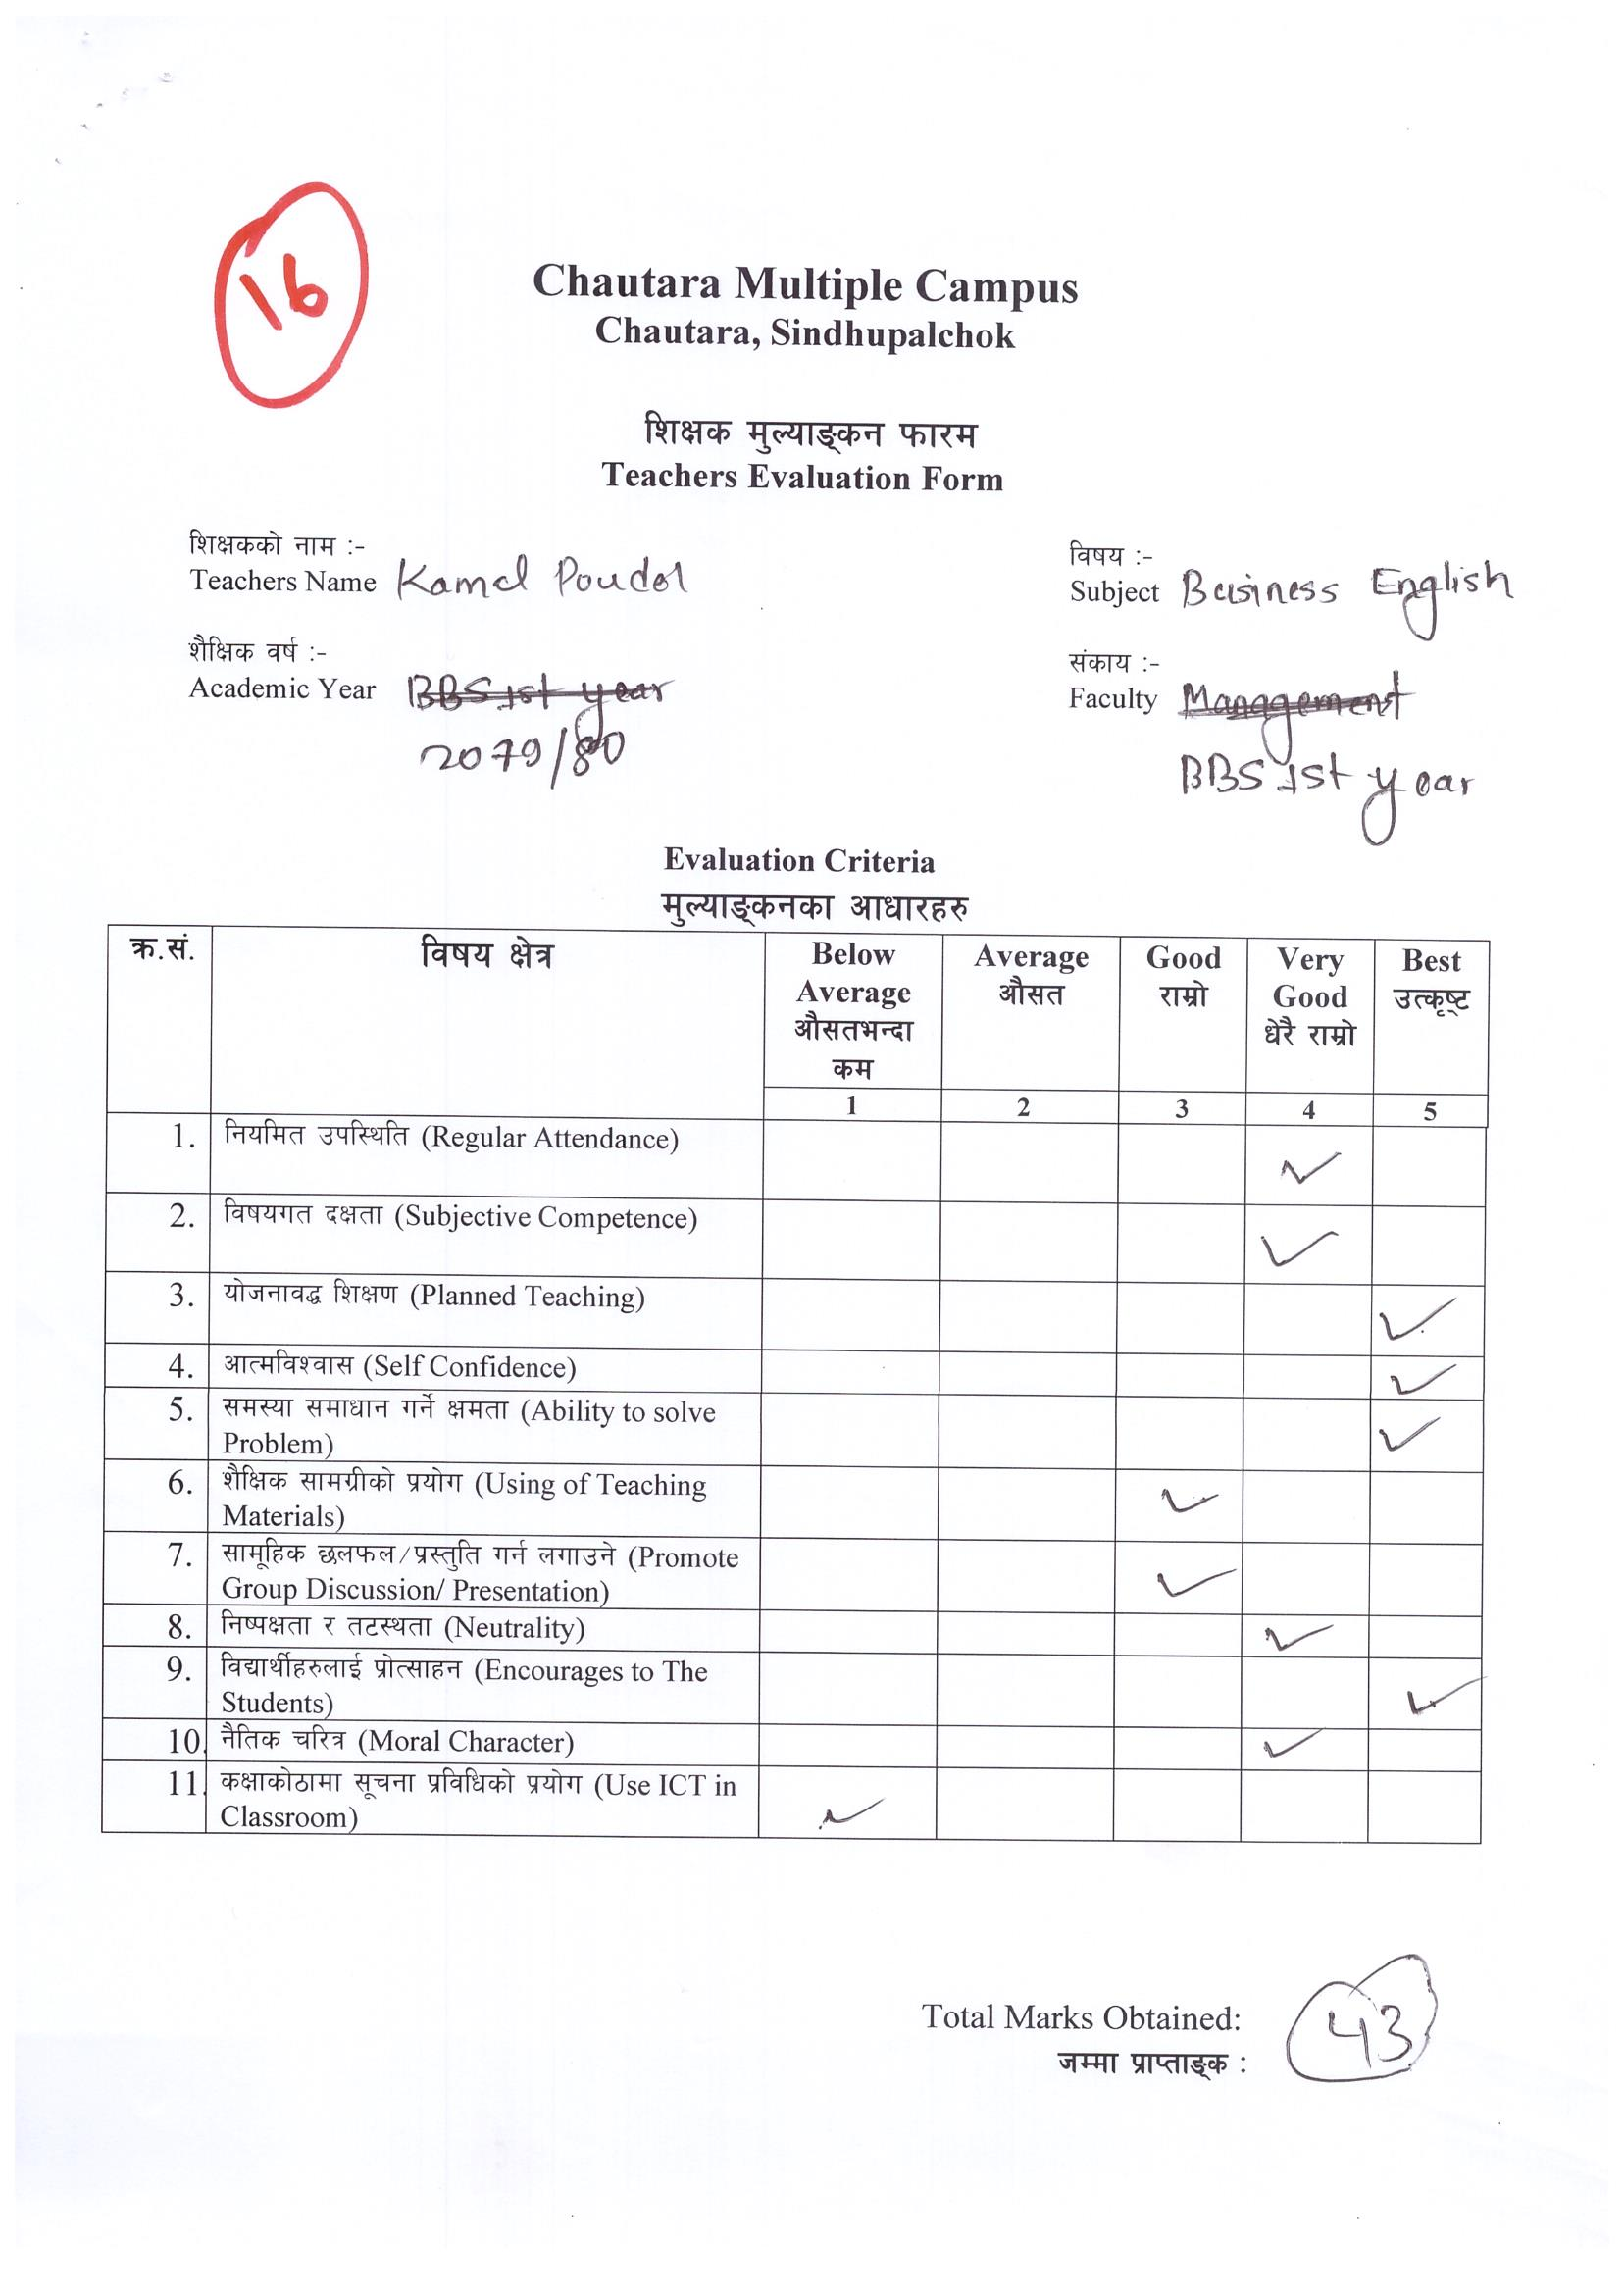 16
Chautara Multiple Campus
Chautara, Sindhupalchok
शिक्षक मुल्याङ्कन फारम
Teachers Evaluation Form
शिक्षकको नाम :-
Teachers Name Kamal Poudel
विषय :-
Subject Business English
शैक्षिक वर्ष :-
Academic Year BBS 1st year
2079/80
संकाय :-
Faculty Management
BBS 1st year
Evaluation Criteria
मुल्याङ्कनका आधारहरु
क्र.सं. विषय क्षेत्र Below Average औसतभन्दा कम Average औसत Good राम्रो Very Good धेरै राम्रो Best उत्कृष्ट
1 2 3 4 5
1. नियमित उपस्थिति (Regular Attendance) ✓
2. विषयगत दक्षता (Subjective Competence) ✓
3. योजनावद्ध शिक्षण (Planned Teaching) ✓
4. आत्मविश्वास (Self Confidence) ✓
5. समस्या समाधान गर्ने क्षमता (Ability to solve
Problem) ✓
6. शैक्षिक सामग्रीको प्रयोग (Using of Teaching
Materials) ✓
7. सामूहिक छलफल/प्रस्तुति गर्न लगाउने (Promote
Group Discussion/ Presentation) ✓
8. निष्पक्षता र तटस्थता (Neutrality) ✓
9. विद्यार्थीहरुलाई प्रोत्साहन (Encourages to The
Students) ✓
10. नैतिक चरित्र (Moral Character) ✓
11. कक्षाकोठामा सूचना प्रविधिको प्रयोग (Use ICT in
Classroom) ✓
Total Marks Obtained: 43
जम्मा प्राप्ताङ्क :